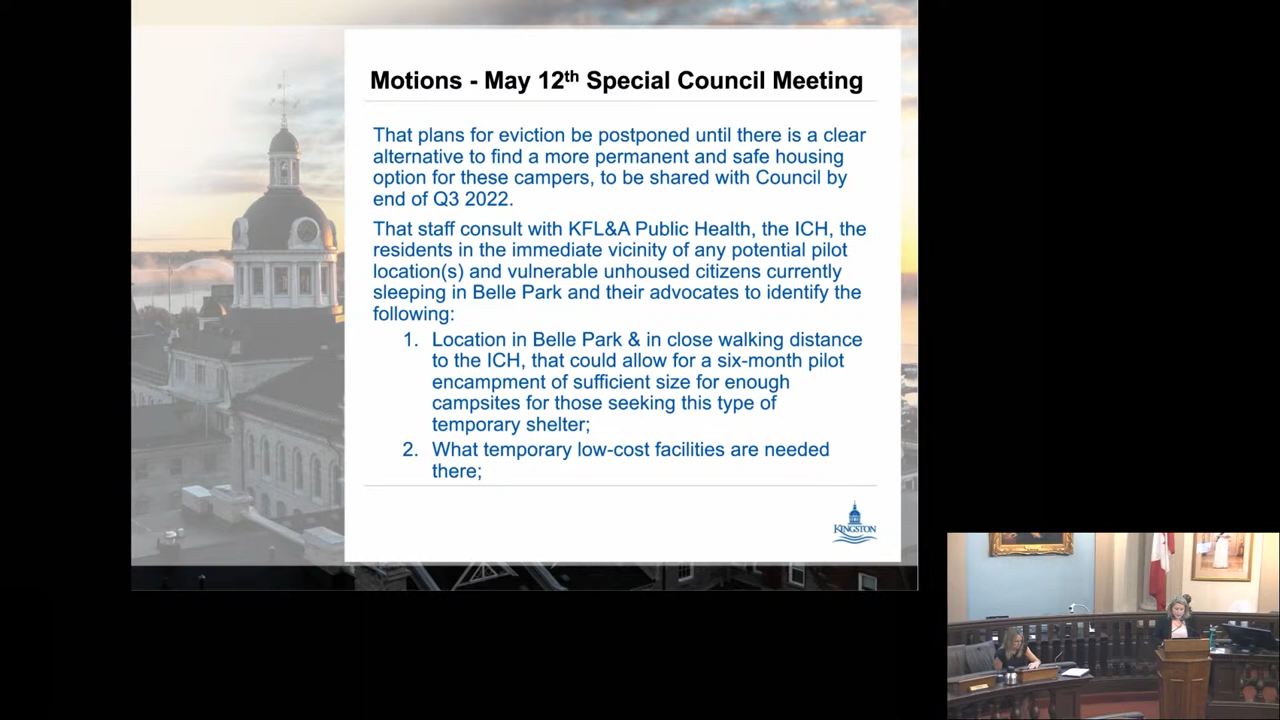 Motions - May 12th Special Council Meeting
That plans for eviction be postponed until there is a clear
alternative to find a more permanent and safe housing
option for these campers, to be shared with Council by
end of Q3 2022.
That staff consult with KFL&A Public Health, the ICH, the
residents in the immediate vicinity of any potential pilot
location(s) and vulnerable unhoused citizens currently
sleeping in Belle Park and their advocates to identify the
following:
1. Location in Belle Park & in close walking distance
to the ICH, that could allow for a six-month pilot
encampment of sufficient size for enough
campsites for those seeking this type of
temporary shelter;
2. What temporary low-cost facilities are needed
there;
KINGSTON